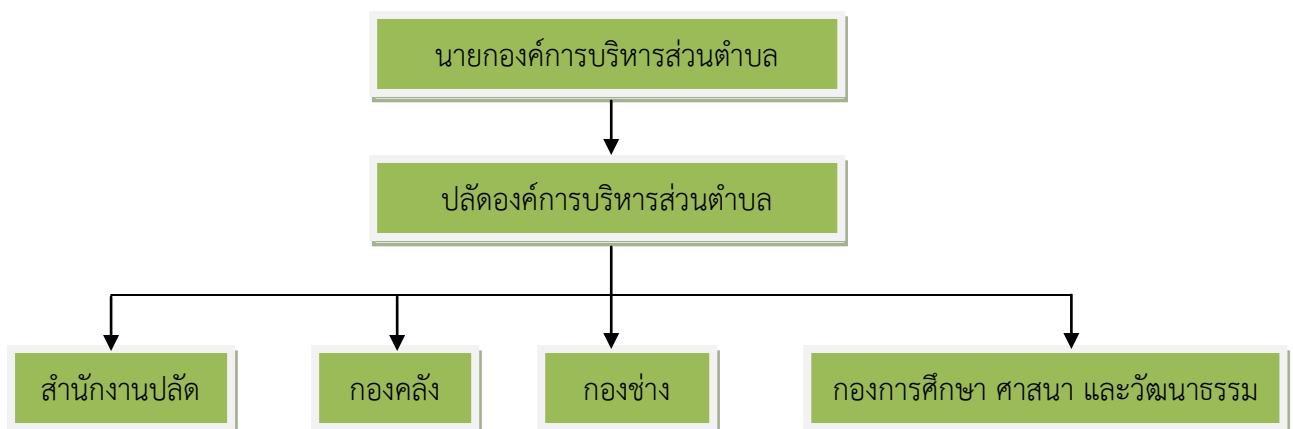 นายกองค์การบริหารส่วนตำบล
ปลัดองค์การบริหารส่วนตำบล
สำนักงานปลัด
กองคลัง
กองช่าง
กองการศึกษา ศาสนา และวัฒนาธรรม